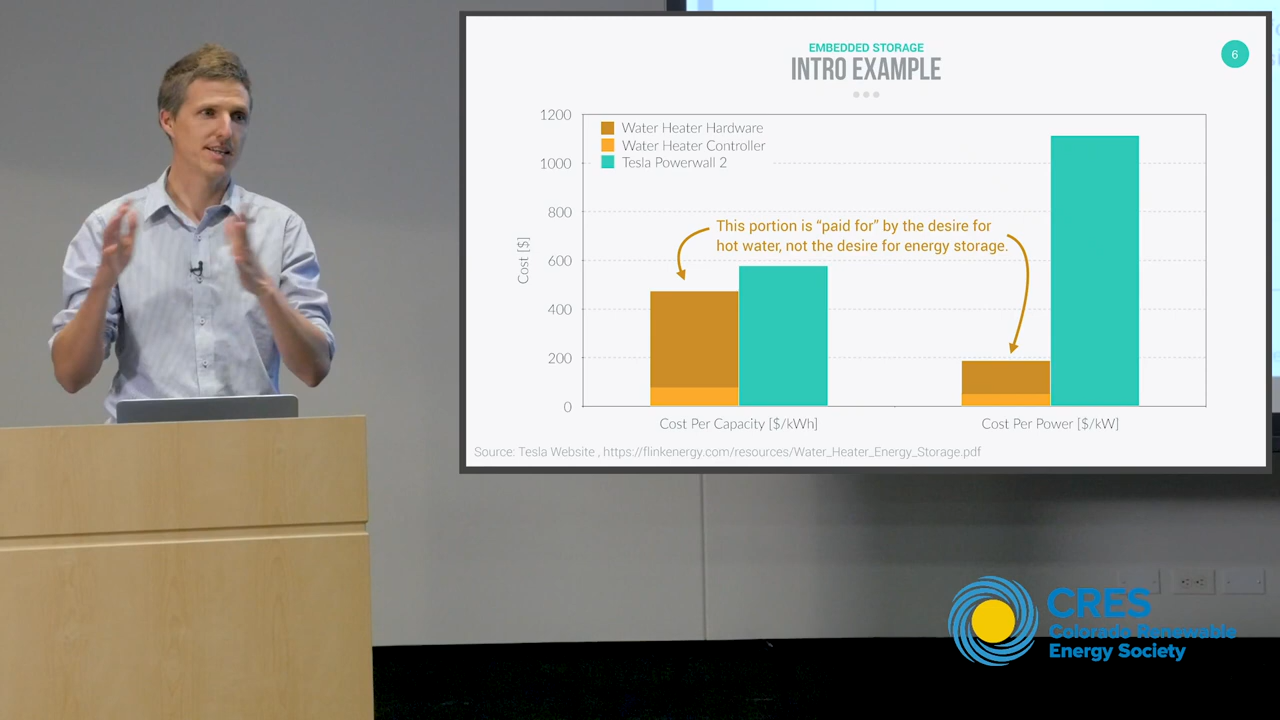 EMBEDDED STORAGE
INTRO EXAMPLE
6
1200
1000
800
600
400
200
0
Cost [$]
Water Heater Hardware
Water Heater Controller
Tesla Powerwall 2
This portion is “paid for” by the desire for
hot water, not the desire for energy storage.
Cost Per Capacity [$/kWh]
Cost Per Power [$/kW]
Source: Tesla Website , https://flinkenergy.com/resources/Water_Heater_Energy_Storage.pdf
CRES
Colorado Renewable
Energy Society